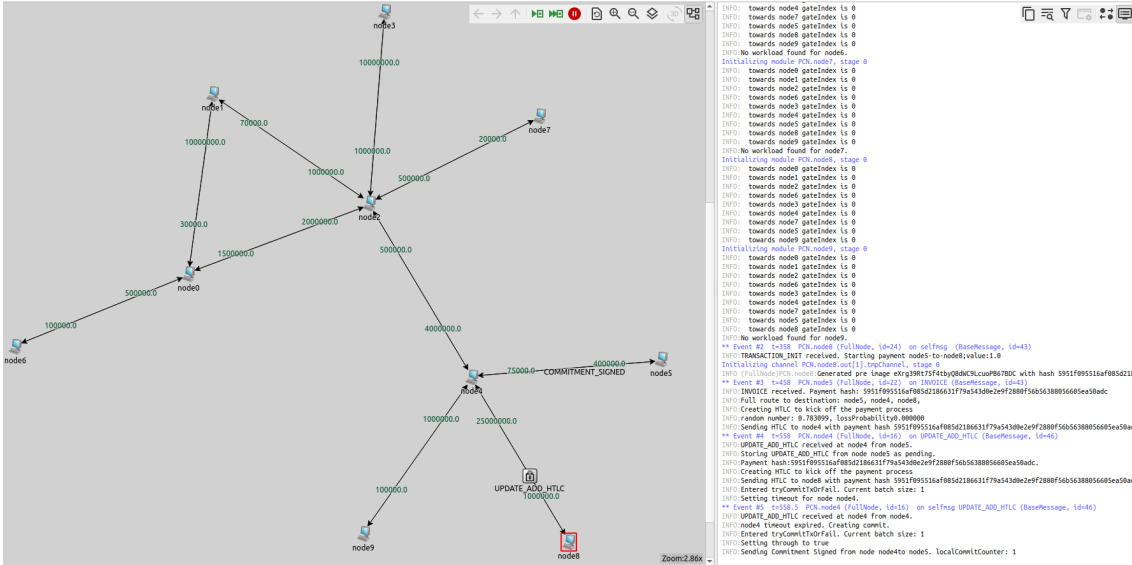 node3
10000000.0
node1
10000000.0
70000.0
node7
20000.0
1000000.0
1000000.0
500000.0
node2
30000.0
2000000.0
1500000.0
500000.0
node0
500000.0
100000.0
node6
4000000.0
400000.0
75000.0
COMMITMENT_SIGNED
node5
node4
1000000.0
25000000.0
UPDATE_ADD_HTLC
100000.0
1000000.0
node9
node8
Zoom:2.86x
INFO: towards node4 gateIndex is 0
INFO: towards node7 gateIndex is 0
INFO: towards node5 gateIndex is 0
INFO: towards node8 gateIndex is 0
INFO: towards node9 gateIndex is 0
INFO:No workload found for node6.
Initializing module PCN.node7, stage 0
INFO: towards node0 gateIndex is 0
INFO: towards node1 gateIndex is 0
INFO: towards node2 gateIndex is 0
INFO: towards node6 gateIndex is 0
INFO: towards node3 gateIndex is 0
INFO: towards node4 gateIndex is 0
INFO: towards node5 gateIndex is 0
INFO: towards node8 gateIndex is 0
INFO: towards node9 gateIndex is 0
INFO:No workload found for node7.
Initializing module PCN.node8, stage 0
INFO: towards node0 gateIndex is 0
INFO: towards node1 gateIndex is 0
INFO: towards node2 gateIndex is 0
INFO: towards node6 gateIndex is 0
INFO: towards node3 gateIndex is 0
INFO: towards node4 gateIndex is 0
INFO: towards node7 gateIndex is 0
INFO: towards node5 gateIndex is 0
INFO: towards node9 gateIndex is 0
Initializing module PCN.node9, stage 0
INFO: towards node0 gateIndex is 0
INFO: towards node1 gateIndex is 0
INFO: towards node2 gateIndex is 0
INFO: towards node6 gateIndex is 0
INFO: towards node3 gateIndex is 0
INFO: towards node4 gateIndex is 0
INFO: towards node7 gateIndex is 0
INFO: towards node5 gateIndex is 0
INFO: towards node8 gateIndex is 0
INFO:No workload found for node9.
** Event #2 t=358 PCN.node8 (FullNode, id=24) on selfmsg (BaseMessage, id=43)
INFO:TRANSACTION_INIT received. Starting payment node5-to-node8;value:1.0
Initializing channel PCN.node8.out[1].tmpChannel, stage 0
INFO (FullNode)PCN.node8:Generated pre image eXrg39Rt75F4tbyQ8dWC9LcuoPB67BDC with hash 5951f095516af085d218
** Event #3 t=458 PCN.node5 (FullNode, id=22) on INVOICE (BaseMessage, id=43)
INFO:INVOICE received. Payment hash: 5951f095516af085d2186631f79a543d0e2e9f2880f56b56388056605ea50adc
INFO:Full route to destination: node5, node4, node8,
INFO:Creating HTLC to kick off the payment process
INFO:random number: 0.783099, lossProbability0.000000
INFO:Sending HTLC to node4 with payment hash 5951f095516af085d2186631f79a543d0e2e9f2880f56b56388056605ea50ad
** Event #4 t=558 PCN.node4 (FullNode, id=16) on UPDATE_ADD_HTLC (BaseMessage, id=46)
INFO:UPDATE_ADD_HTLC received at node4 from node5.
INFO:Storing UPDATE_ADD_HTLC from node node5 as pending.
INFO:Payment hash:5951f095516af085d2186631f79a543d0e2e9f2880f56b56388056605ea50adc.
INFO:Creating HTLC to kick off the payment process
INFO:Sending HTLC to node8 with payment hash 5951f095516af085d2186631f79a543d0e2e9f2880f56b56388056605ea50ad
INFO:Entered tryCommitTxOrFail. Current batch size: 1
INFO:Setting timeout for node node4.
** Event #5 t=558.5 PCN.node4 (FullNode, id=16) on selfmsg UPDATE_ADD_HTLC (BaseMessage, id=46)
INFO:UPDATE_ADD_HTLC received at node4 from node4.
INFO:node4 timeout expired. Creating commit.
INFO:Entered tryCommitTxOrFail. Current batch size: 1
INFO:Setting through to true
INFO:Sending Commitment Signed from node node4to node5. localCommitCounter: 1